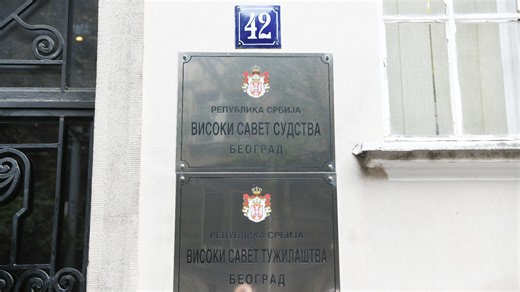 42
РЕПУБЛИКА СРБИЈА
ВИСОКИ САВЕТ СУДСТВА
БЕОГРАД
РЕПУБЛИКА СРБИЈА
ВИСОКИ САВЕТ ТУЖИЛАШТВА
БЕОГРАД